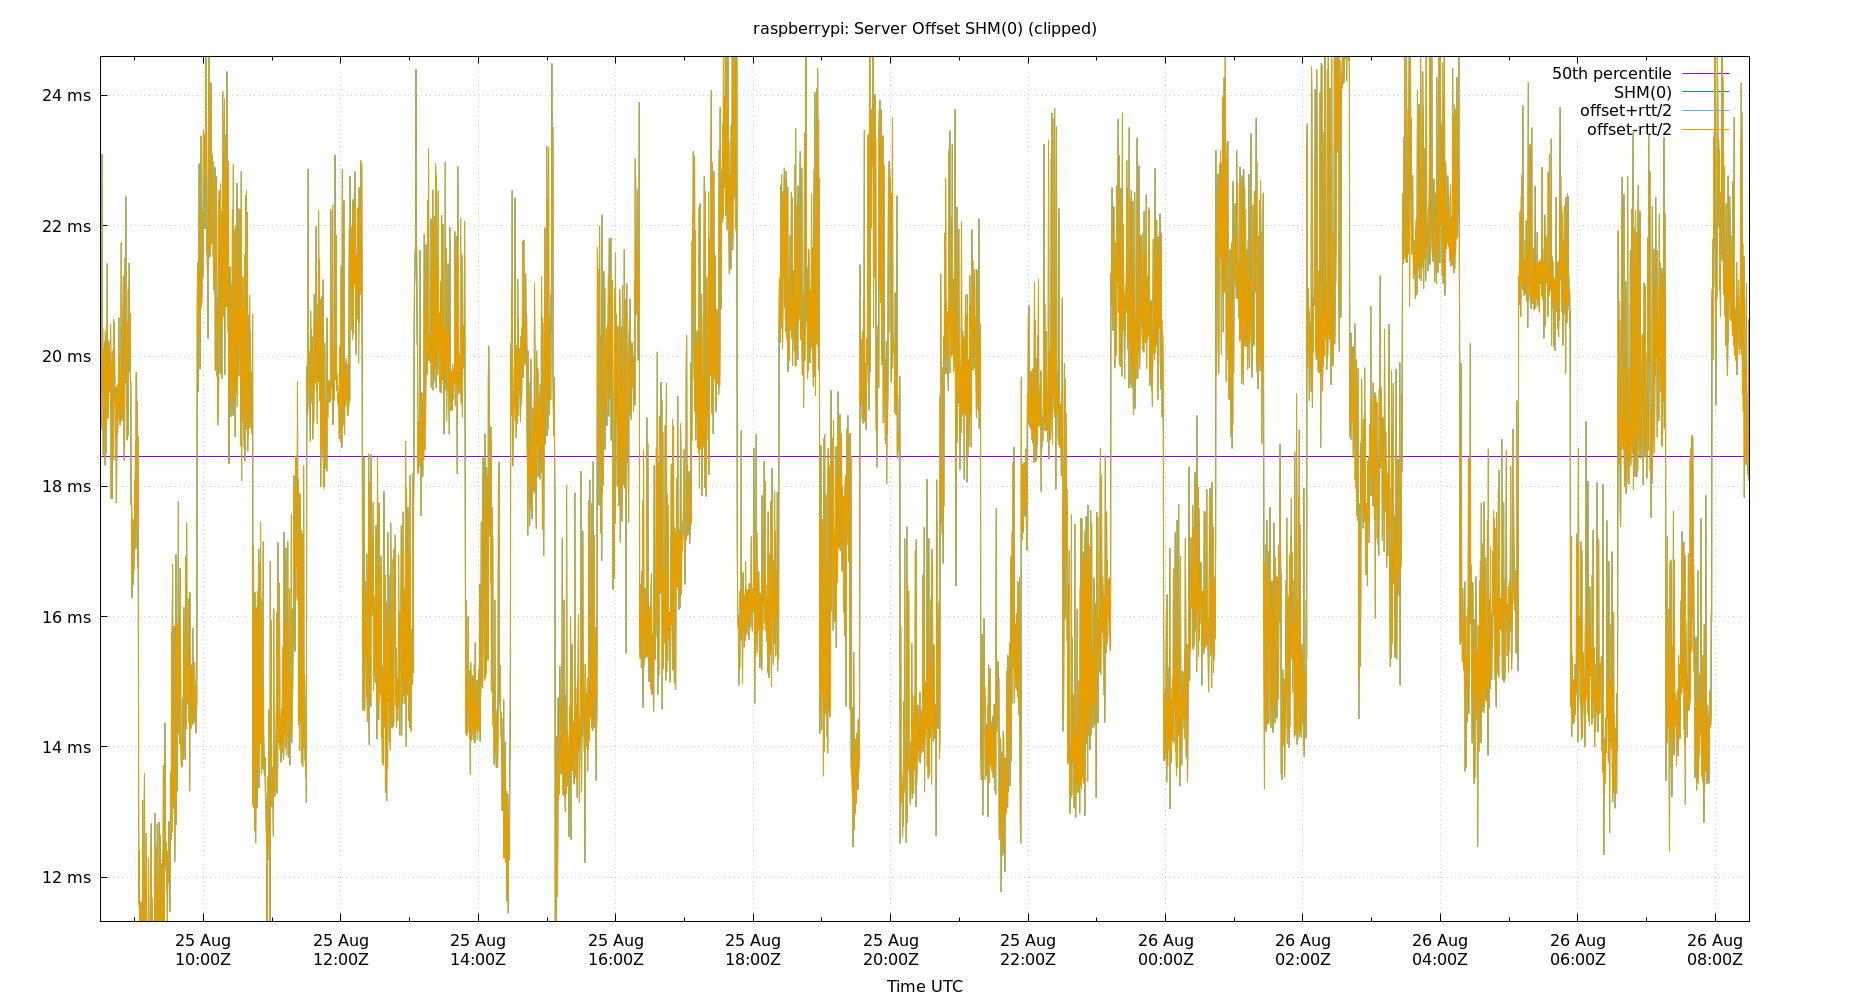 raspberrypi: Server Offset SHM(0) (clipped)
24 ms
22 ms
20 ms
18 ms
16 ms
14 ms
12 ms
50th percentile
SHM(0)
offset+rtt/2
offset-rtt/2
25 Aug 25 Aug 25 Aug 25 Aug 25 Aug 25 Aug 25 Aug 26 Aug 26 Aug 26 Aug 26 Aug 26 Aug
10:00Z 12:00Z 14:00Z 16:00Z 18:00Z 20:00Z 22:00Z 00:00Z 02:00Z 04:00Z 06:00Z 08:00Z
Time UTC